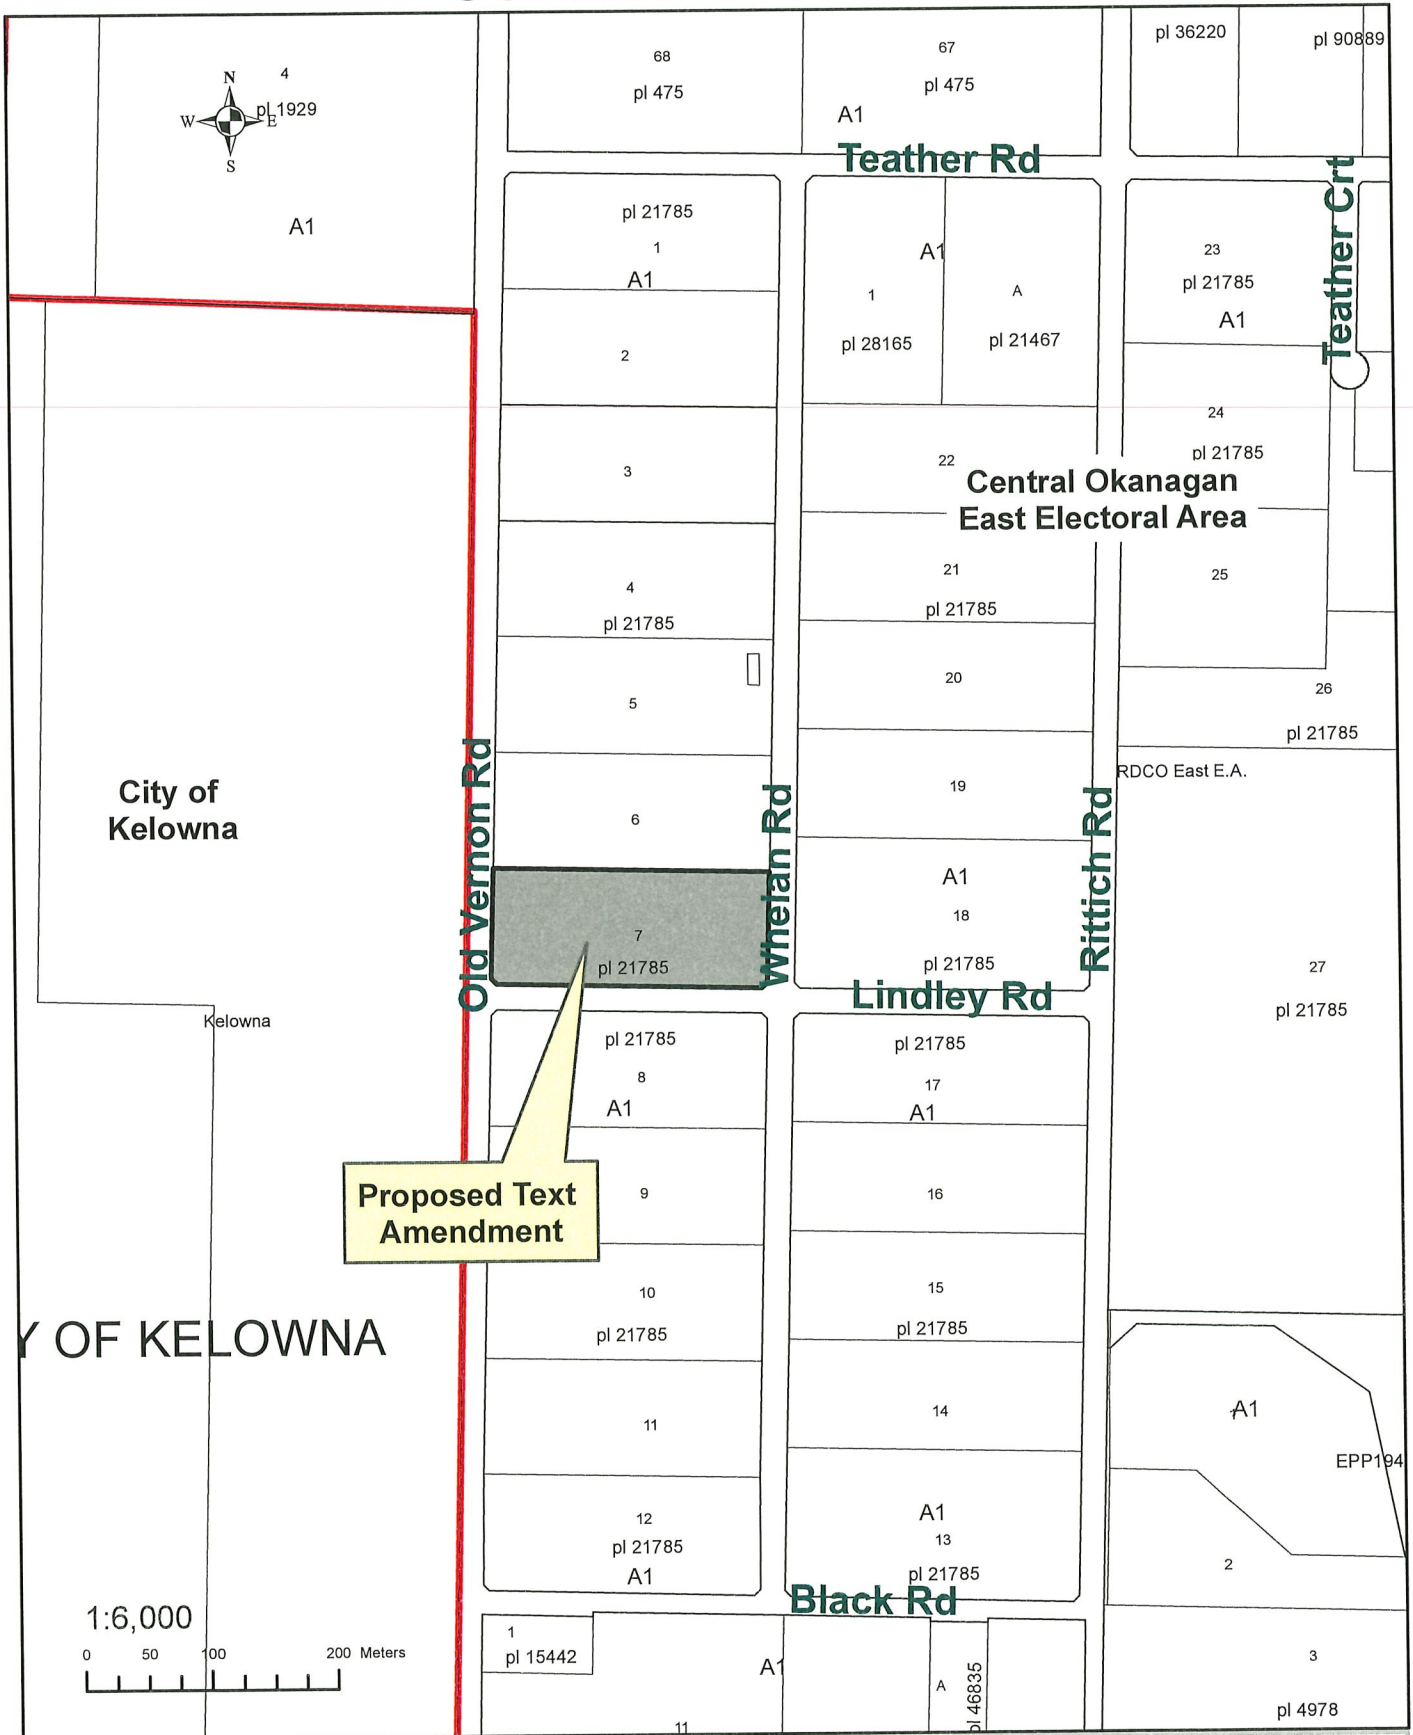 68
pl 475
67
pl 475
A1
pl 36220
pl 90889
4
pl 1929
N
W
E
S
A1
Teather Rd
Teather Crt
pl 21785
1
A1
A1
1
pl 28165
A
pl 21467
23
pl 21785
A1
2
24
pl 21785
3
22
Central Okanagan
East Electoral Area
4
pl 21785
21
pl 21785
25
5
20
26
pl 21785
RDCO East E.A.
City of
Kelowna
Old Vernon Rd
Whelan Rd
Rittich Rd
6
19
7
pl 21785
A1
18
pl 21785
27
pl 21785
Lindley Rd
Kelowna
pl 21785
8
A1
pl 21785
17
A1
Proposed Text
Amendment
9
16
10
pl 21785
15
pl 21785
Y OF KELOWNA
11
14
A1
EPP194
12
pl 21785
A1
A1
13
pl 21785
2
Black Rd
1:6,000
0 50 100 200 Meters
1
pl 15442
A1
A
pl 46835
11
3
pl 4978